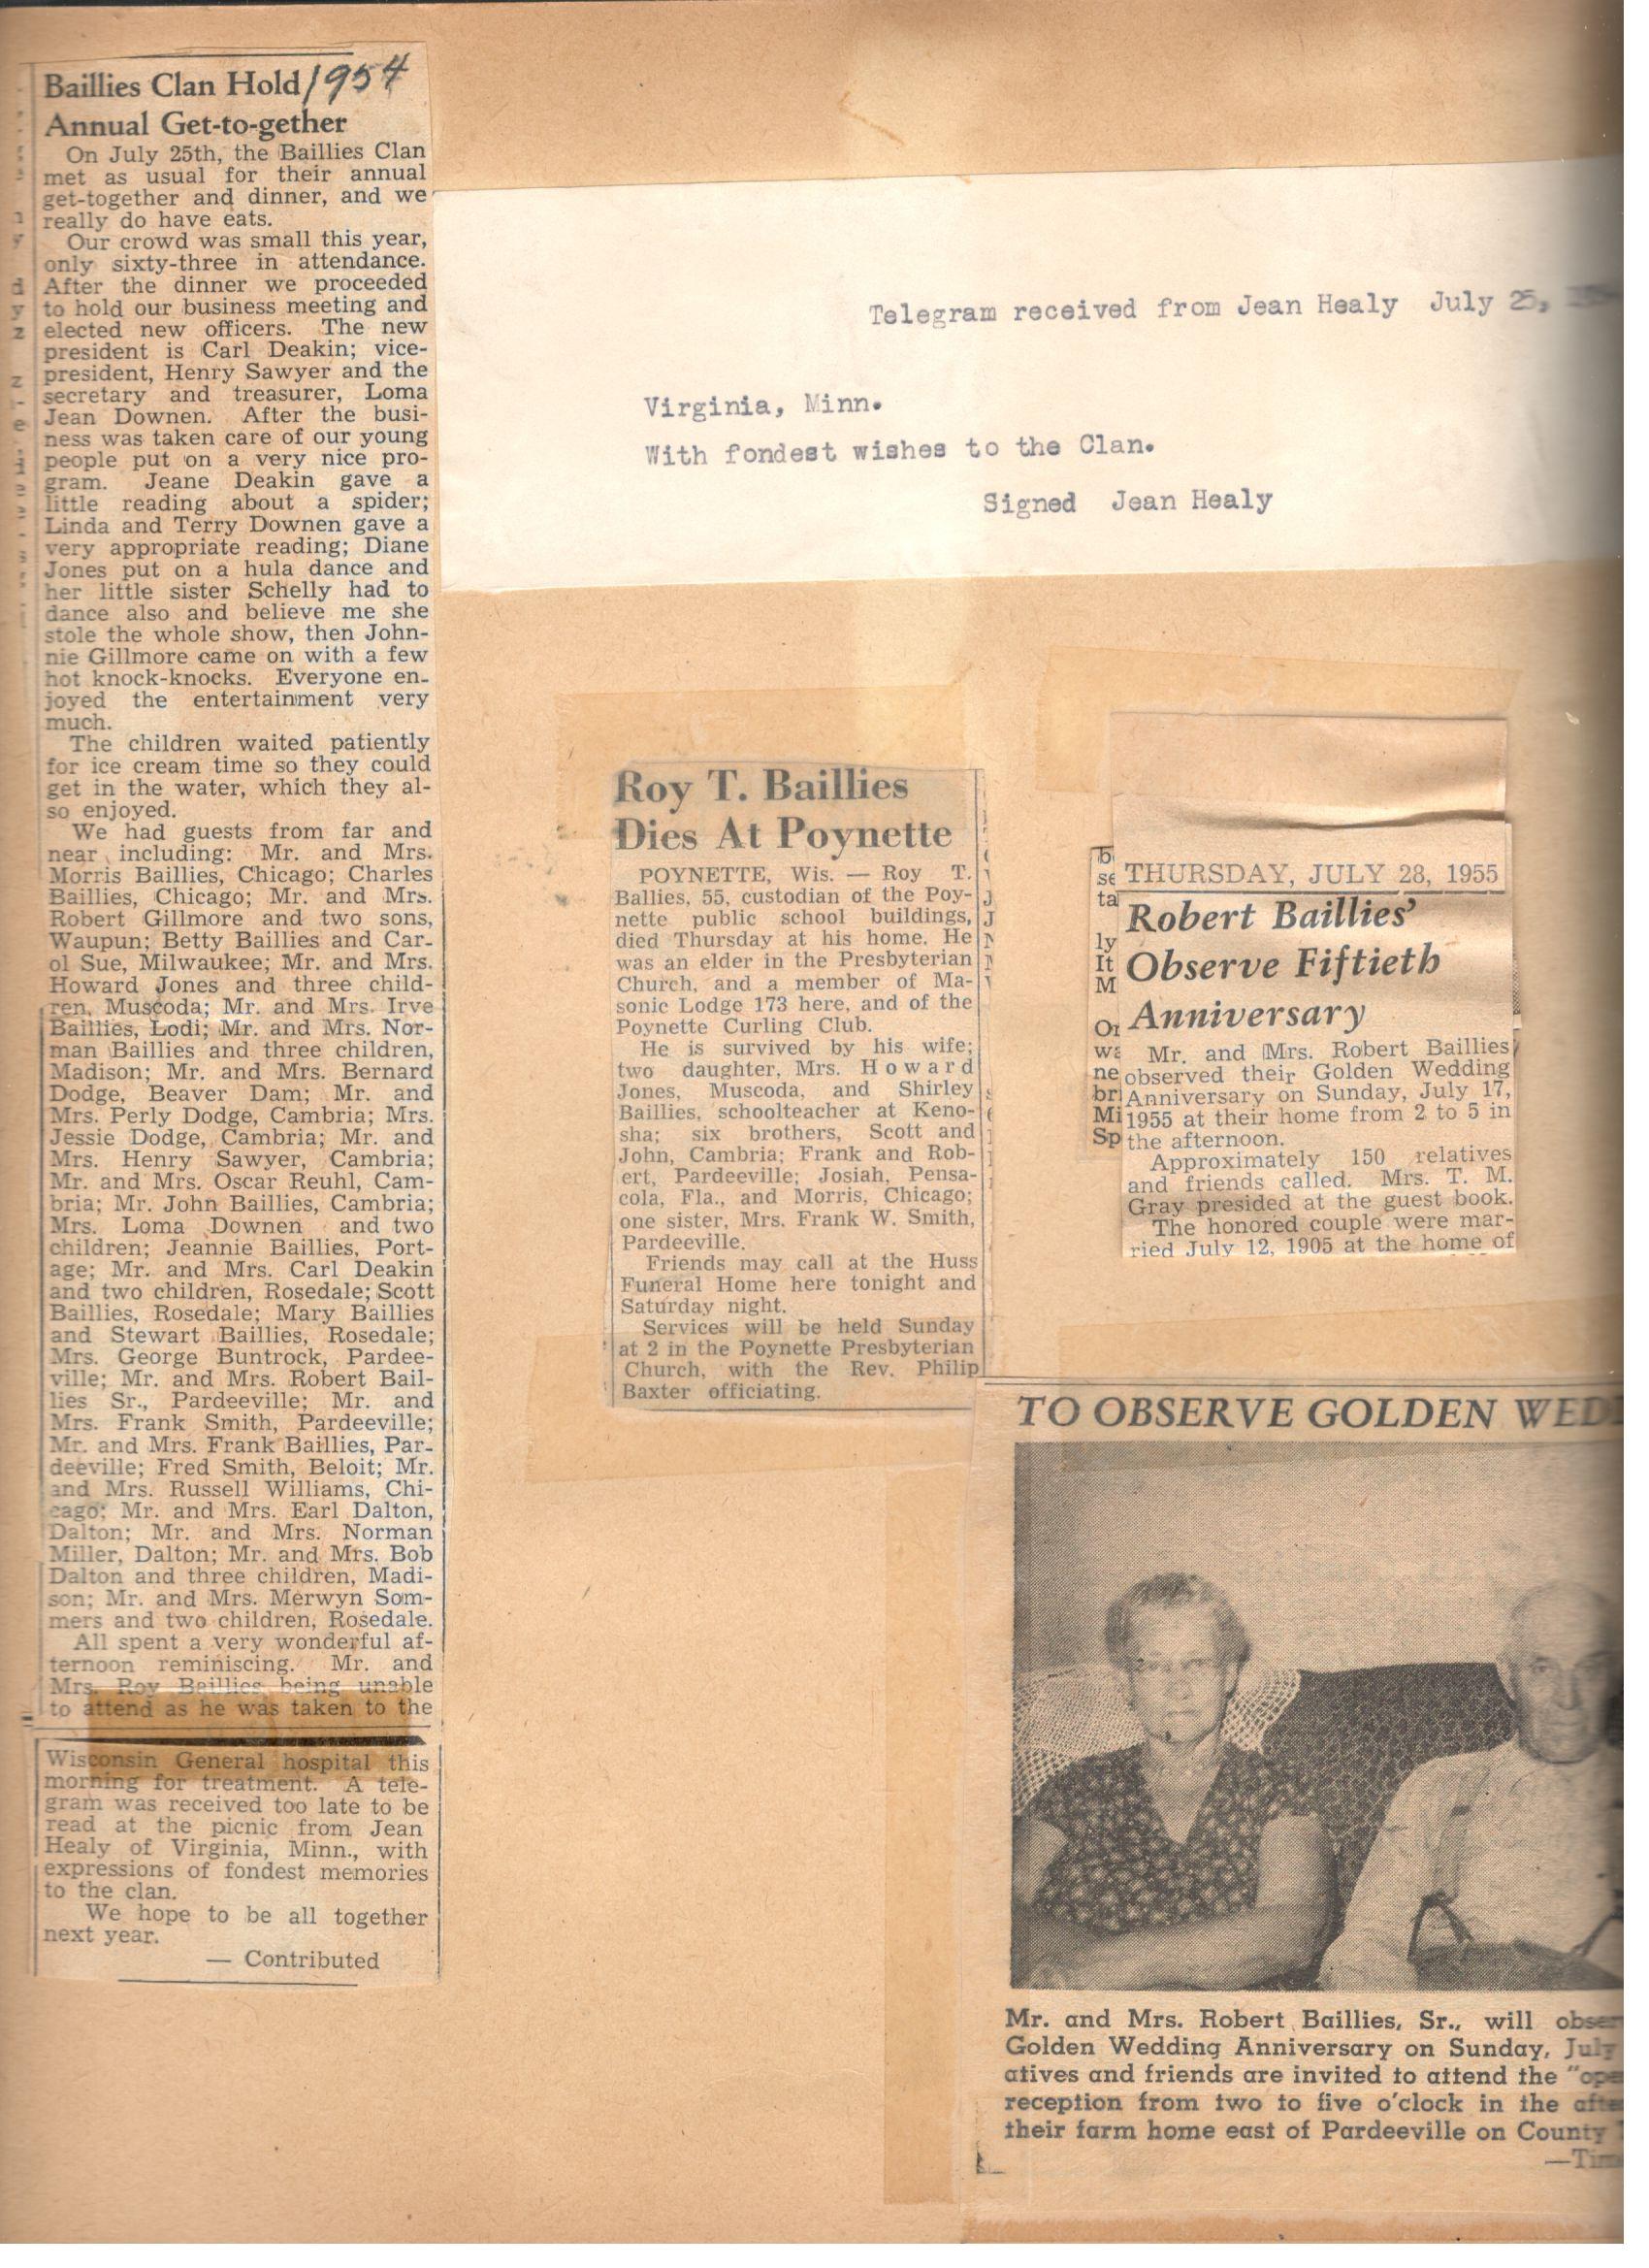 Baillies Clan Hold 1954
Annual Get-to-gether
On July 25th, the Baillies Clan
met as usual for their annual
get-together and dinner, and we
really do have eats.
Our crowd was small this year,
only sixty-three in attendance.
After the dinner we proceeded
to hold our business meeting and
elected new officers. The new
president is Carl Deakin; vice-
president, Henry Sawyer and the
secretary and treasurer, Loma
Jean Downen. After the busi-
ness was taken care of our young
people put on a very nice pro-
gram. Jeane Deakin gave a
little reading about a spider;
Linda and Terry Downen gave a
very appropriate reading; Diane
Jones put on a hula dance and
her little sister Schelly had to
dance also and believe me she
stole the whole show, then John-
nie Gillmore came on with a few
hot knock-knocks. Everyone en-
joyed the entertainment very
much.
The children waited patiently
for ice cream time so they could
get in the water, which they al-
so enjoyed.
We had guests from far and
near including: Mr. and Mrs.
Morris Baillies, Chicago; Charles
Baillies, Chicago; Mr. and Mrs.
Robert Gillmore and two sons,
Waupun; Betty Baillies and Car-
ol Sue, Milwaukee; Mr. and Mrs.
Howard Jones and three child-
ren, Muscoda; Mr. and Mrs. Irve
Baillies, Lodi; Mr. and Mrs. Nor-
man Baillies and three children,
Madison; Mr. and Mrs. Bernard
Dodge, Beaver Dam; Mr. and
Mrs. Perly Dodge, Cambria; Mrs.
Jessie Dodge, Cambria; Mr. and
Mrs. Henry Sawyer, Cambria;
Mr. and Mrs. Oscar Reuhl, Cam-
bria; Mr. John Baillies, Cambria;
Mrs. Loma Downen and two
children; Jeannie Baillies, Port-
age; Mr. and Mrs. Carl Deakin
and two children, Rosedale; Scott
Baillies, Rosedale; Mary Baillies
and Stewart Baillies, Rosedale;
Mrs. George Buntrock, Pardee-
ville; Mr. and Mrs. Robert Bail-
lies Sr., Pardeeville; Mr. and
Mrs. Frank Smith, Pardeeville;
Mr. and Mrs. Frank Baillies, Par-
deeville; Fred Smith, Beloit; Mr.
and Mrs. Russell Williams, Chi-
cago; Mr. and Mrs. Earl Dalton,
Dalton; Mr. and Mrs. Norman
Miller, Dalton; Mr. and Mrs. Bob
Dalton and three children, Madi-
son; Mr. and Mrs. Merwyn Som-
mers and two children, Rosedale.
All spent a very wonderful af-
ternoon reminiscing. Mr. and
Mrs. Roy Baillies being unable
to attend as he was taken to the
Wisconsin General hospital this
morning for treatment. A tele-
gram was received too late to be
read at the picnic from Jean
Healy of Virginia, Minn., with
expressions of fondest memories
to the clan.
We hope to be all together
next year.
— Contributed
Telegram received from Jean Healy July 25,
Virginia, Minn.
With fondest wishes to the Clan.
Signed Jean Healy
Roy T. Baillies
Dies At Poynette
POYNETTE, Wis. — Roy T.
Ballies, 55, custodian of the Poy-
nette public school buildings,
died Thursday at his home. He
was an elder in the Presbyterian
Church, and a member of Ma-
sonic Lodge 173 here, and of the
Poynette Curling Club.
He is survived by his wife;
two daughter, Mrs. Howard
Jones, Muscoda, and Shirley
Baillies, schoolteacher at Keno-
sha; six brothers, Scott and
John, Cambria; Frank and Rob-
ert, Pardeeville; Josiah, Pensa-
cola, Fla., and Morris, Chicago;
one sister, Mrs. Frank W. Smith,
Pardeeville.
Friends may call at the Huss
Funeral Home here tonight and
Saturday night.
Services will be held Sunday
at 2 in the Poynette Presbyterian
Church, with the Rev. Philip
Baxter officiating.
THURSDAY, JULY 28, 1955
Robert Baillies'
Observe Fiftieth
Anniversary
Mr. and Mrs. Robert Baillies
observed their Golden Wedding
Anniversary on Sunday, July 17,
1955 at their home from 2 to 5 in
the afternoon.
Approximately 150 relatives
and friends called. Mrs. T. M.
Gray presided at the guest book.
The honored couple were mar-
ried July 12, 1905 at the home of
TO OBSERVE GOLDEN WED
Mr. and Mrs. Robert Baillies, Sr., will obser
Golden Wedding Anniversary on Sunday, July
atives and friends are invited to attend the "ope
reception from two to five o'clock in the afte
their farm home east of Pardeeville on County
—Tim